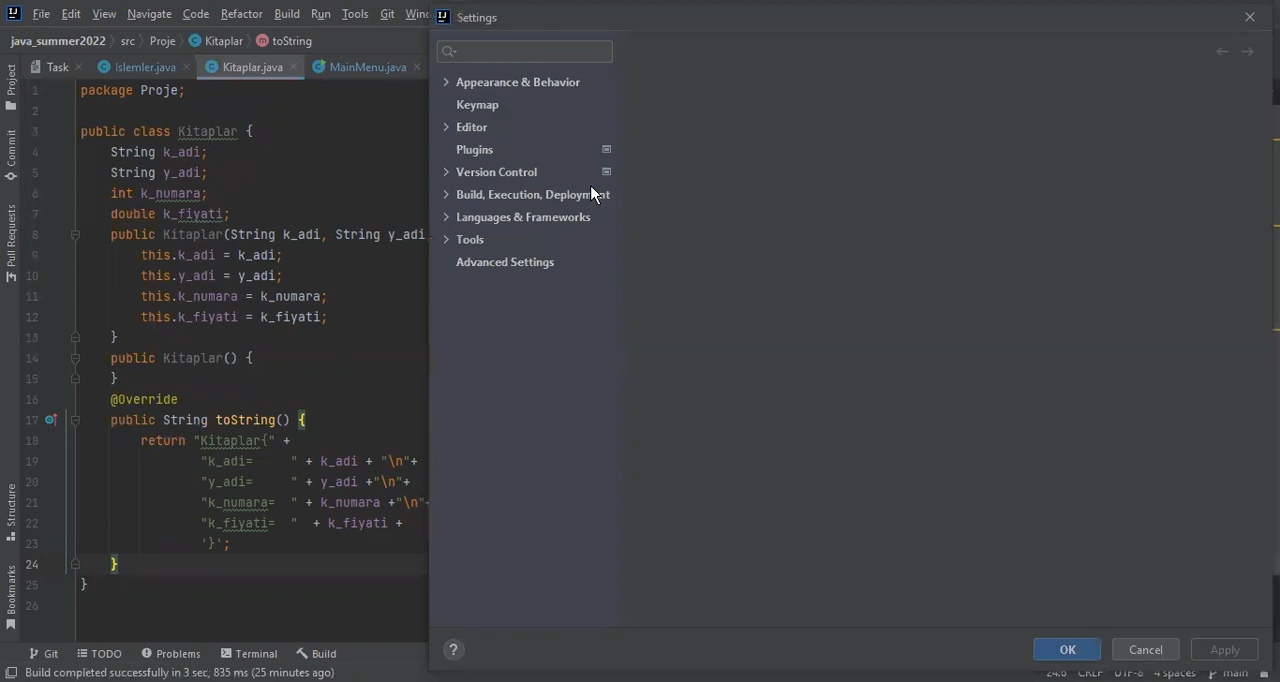 File Edit View Navigate Code Refactor Build Run Tools Git
Settings
java_summer2022 src Proje Kitaplar toString
Task Islemler.java Kitaplar.java MainMenu.java
Project
Commit
Pull Requests
Structure
Bookmarks
1 package Proje;
2
3 public class Kitaplar {
4 String k_adi;
5 String y_adi;
6 int k_numara;
7 double k_fiyati;
8 public Kitaplar(String k_adi, String y_adi
9 this.k_adi = k_adi;
10 this.y_adi = y_adi;
11 this.k_numara = k_numara;
12 this.k_fiyati = k_fiyati;
13 }
14 public Kitaplar() {
15 }
16 @Override
17 public String toString() {
18 return "Kitaplar{" +
19 "k_adi= " + k_adi + "\n"+
20 "y_adi= " + y_adi +"\n"+
21 "k_numara= " + k_numara +"\n"
22 "k_fiyati= " + k_fiyati +
23 '}';
24 }
25 }
26
Appearance & Behavior
Keymap
Editor
Plugins
Version Control
Build, Execution, Deployment
Languages & Frameworks
Tools
Advanced Settings
? OK Cancel Apply
Git TODO Problems Terminal Build
Build completed successfully in 3 sec, 835 ms (25 minutes ago)
CRLF UTF-8 4 spaces main